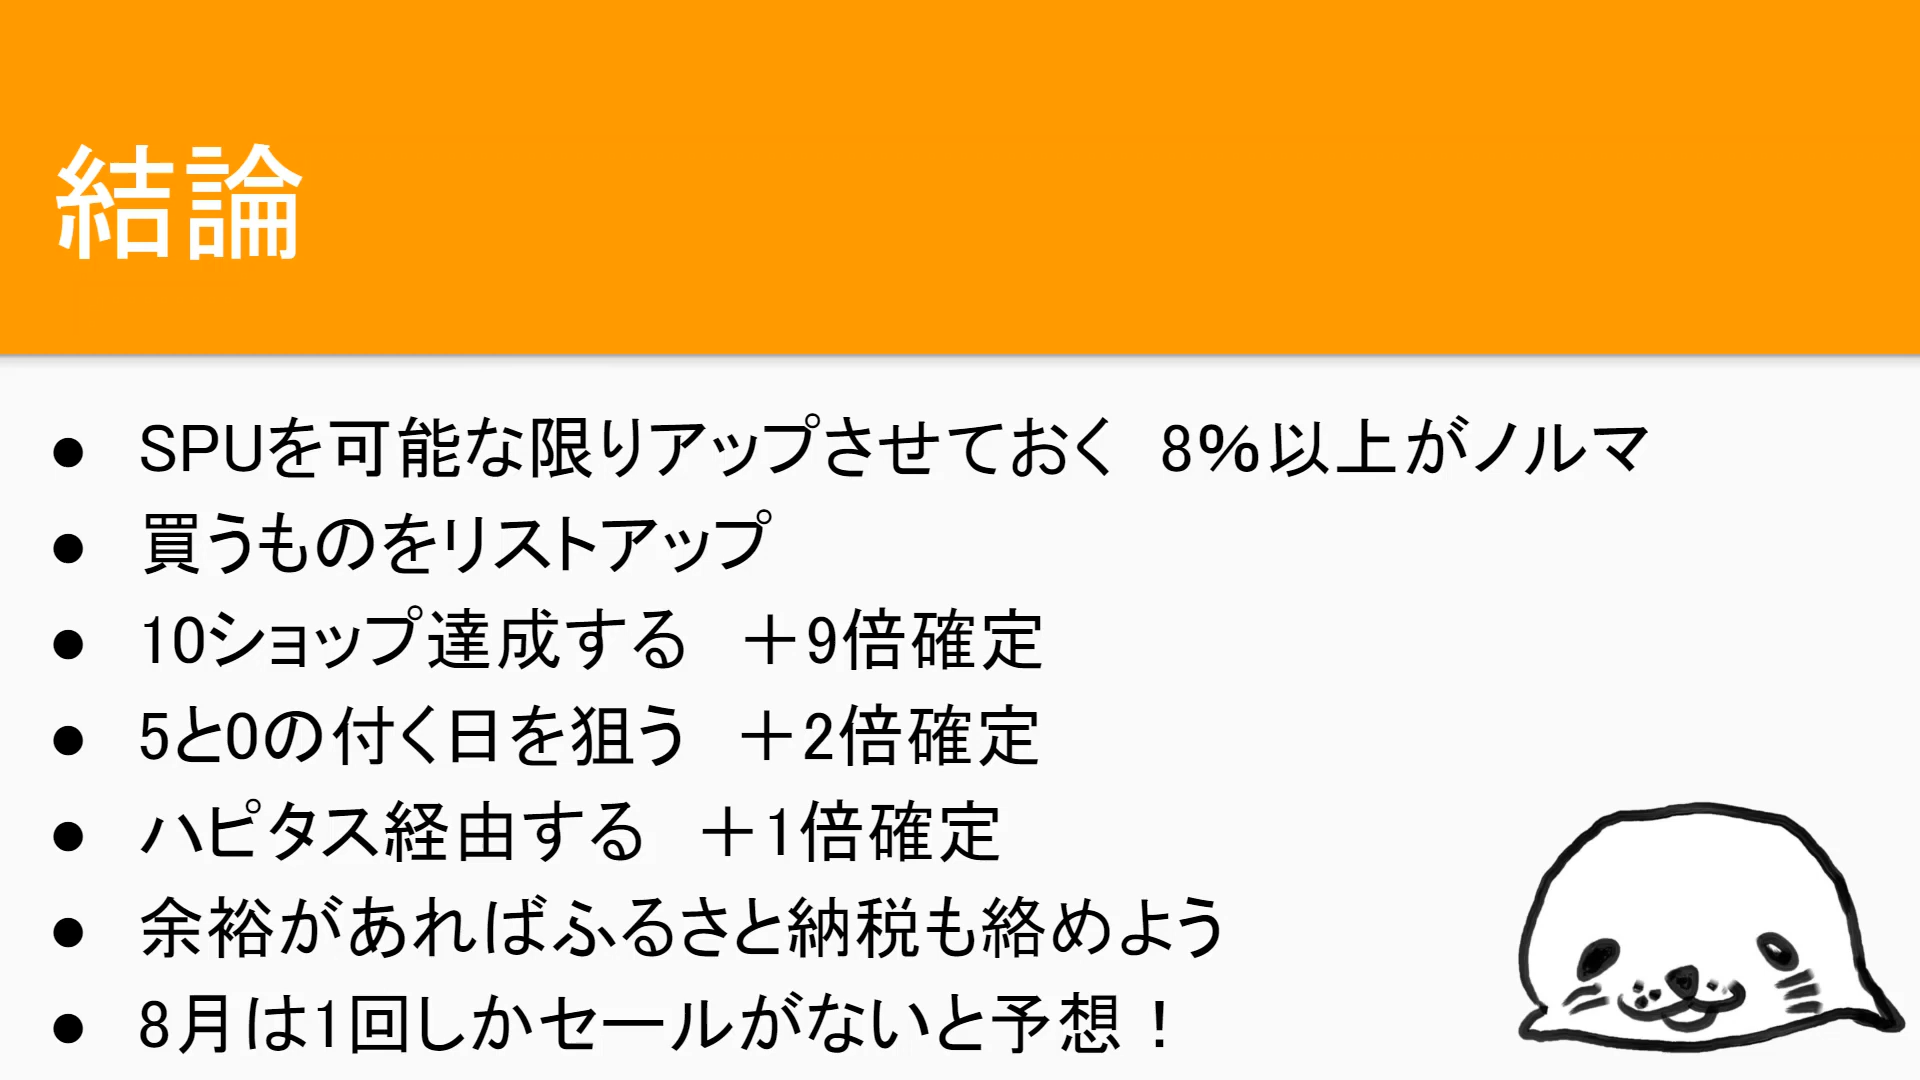 結論
● SPUを可能な限りアップさせておく　8%以上がノルマ
● 買うものをリストアップ
● 10ショップ達成する　＋9倍確定
● 5と0の付く日を狙う　＋2倍確定
● ハピタス経由する　＋1倍確定
● 余裕があればふるさと納税も絡めよう
● 8月は1回しかセールがないと予想！